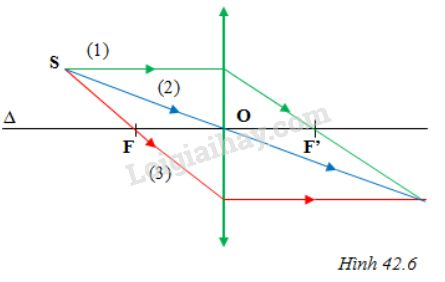 (1)
S
(2)
O
Δ
F
F'
(3)
Loigiaihay.com
Hình 42.6